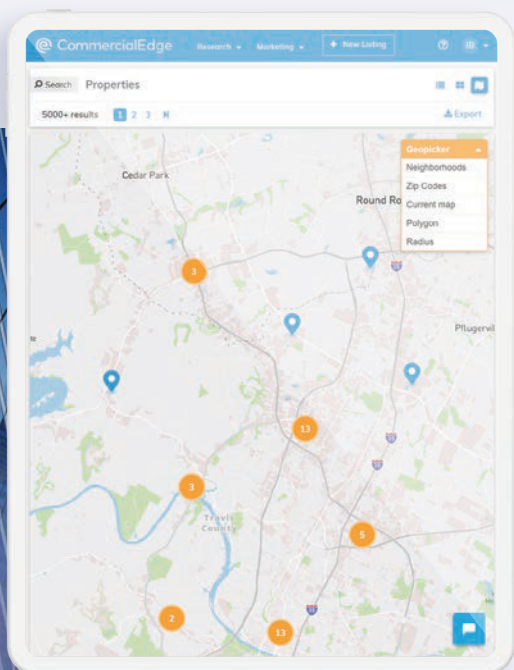 CommercialEdge Research Marketing + New Listing
Search Properties
5000+ results 1 2 3 Export
Geopicker
Neighborhoods
Zip Codes
Current map
Polygon
Radius
Cedar Park
Round Ro
3
Pflugervil
13
3
Travis
County
5
2
13